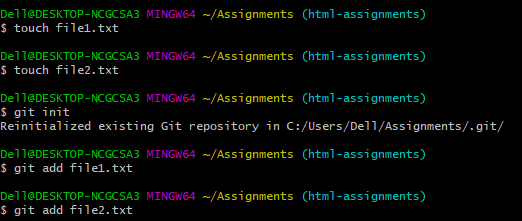 Dell@DESKTOP-NCGCSA3 MINGW64 ~/Assignments (html-assignments)
$ touch file1.txt
Dell@DESKTOP-NCGCSA3 MINGW64 ~/Assignments (html-assignments)
$ touch file2.txt
Dell@DESKTOP-NCGCSA3 MINGW64 ~/Assignments (html-assignments)
$ git init
Reinitialized existing Git repository in C:/Users/Dell/Assignments/.git/
Dell@DESKTOP-NCGCSA3 MINGW64 ~/Assignments (html-assignments)
$ git add file1.txt
Dell@DESKTOP-NCGCSA3 MINGW64 ~/Assignments (html-assignments)
$ git add file2.txt